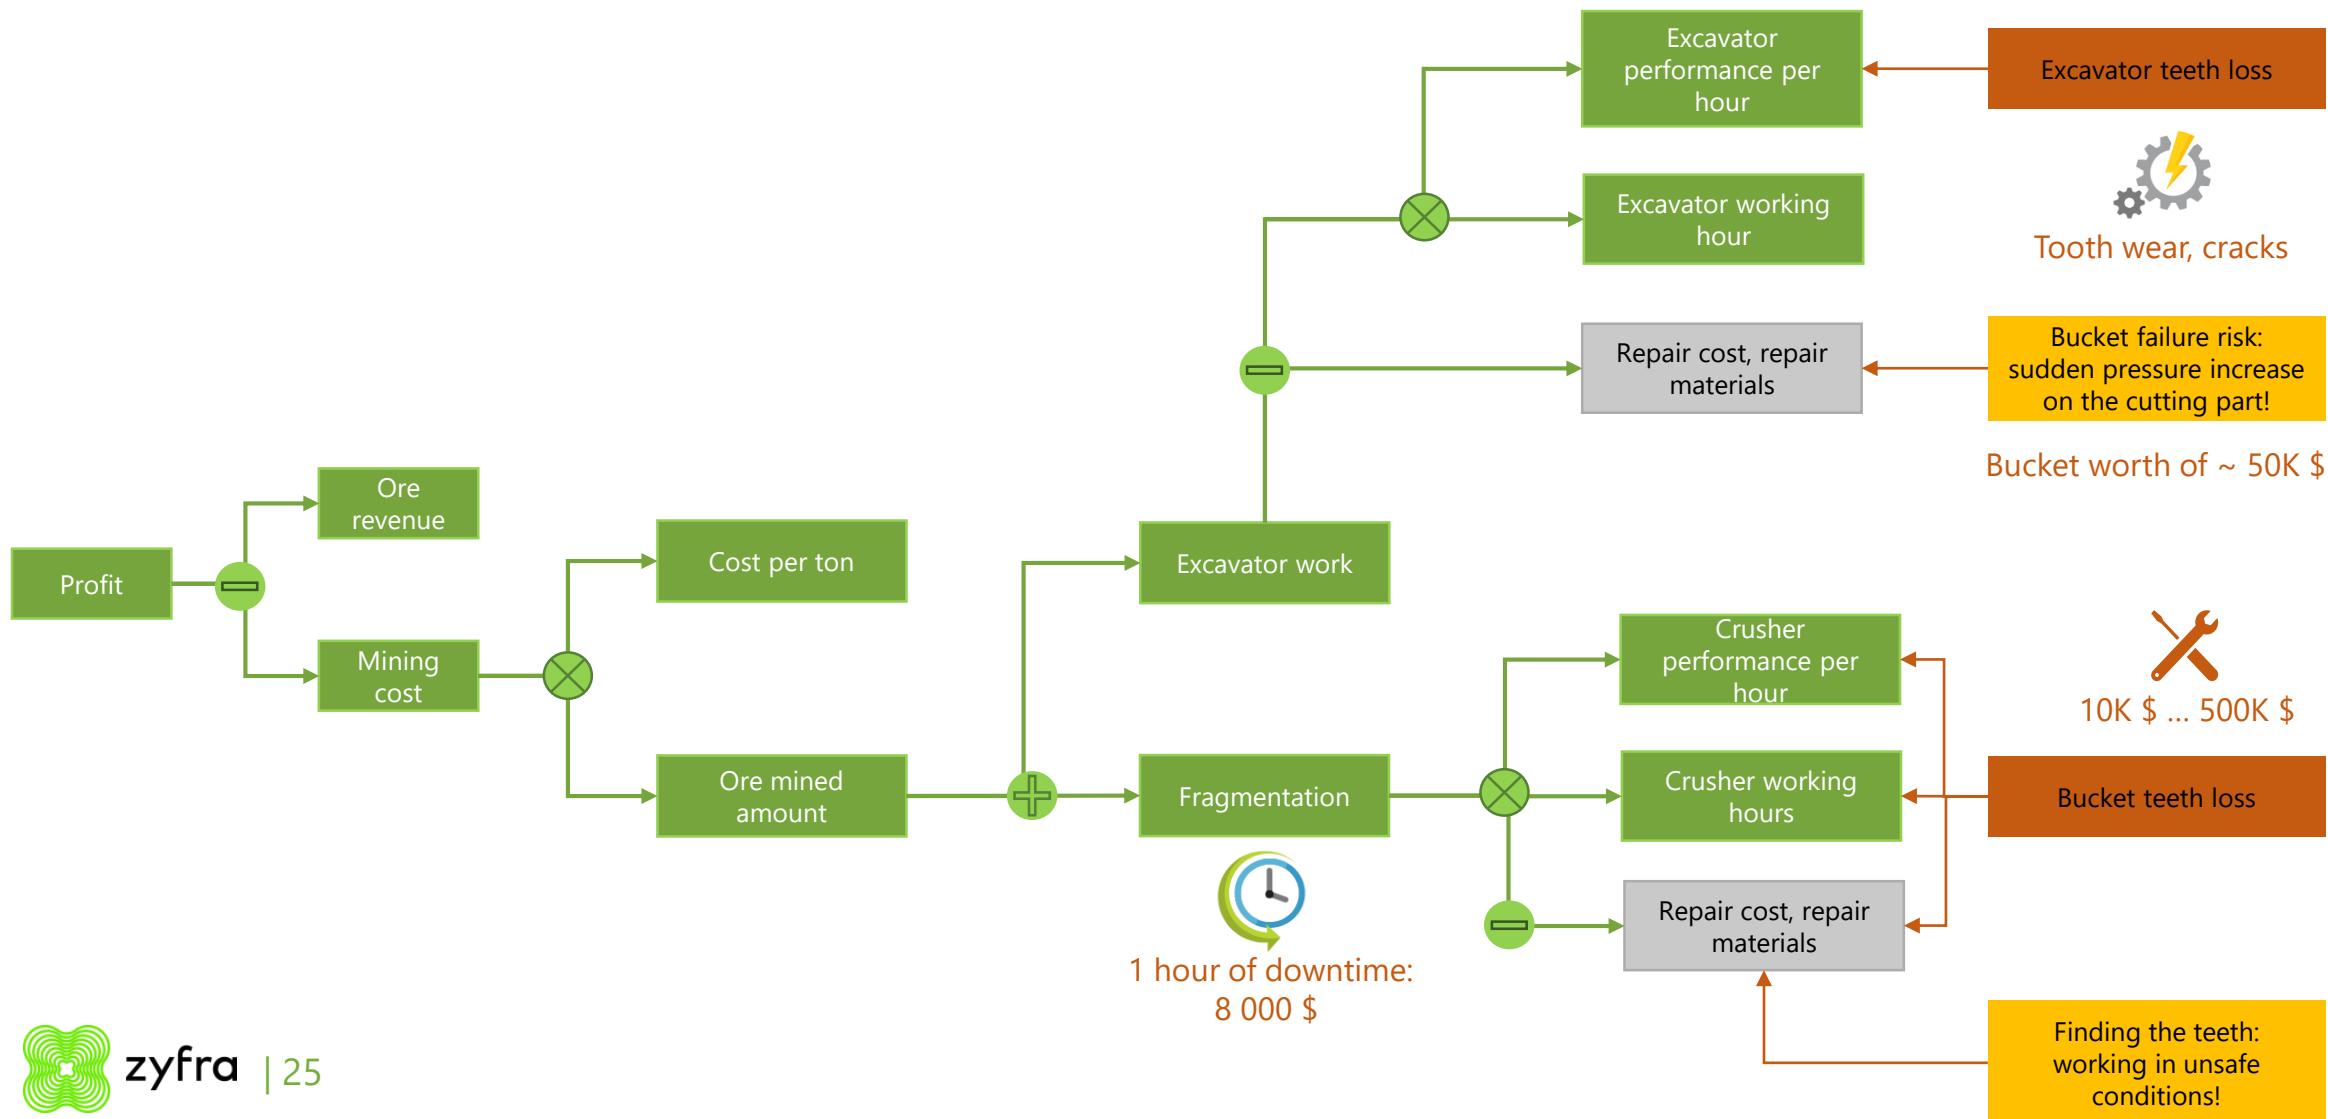 Excavator
performance per
hour
Excavator teeth loss
Excavator working
hour
Tooth wear, cracks
Repair cost, repair
materials
Bucket failure risk:
sudden pressure increase
on the cutting part!
Bucket worth of ~ 50K $
Ore
revenue
Profit
Mining
cost
Cost per ton
Excavator work
Ore mined
amount
Fragmentation
1 hour of downtime:
8 000 $
Crusher
performance per
hour
10K $ ... 500K $
Crusher working
hours
Bucket teeth loss
Repair cost, repair
materials
Finding the teeth:
working in unsafe
conditions!
zyfra | 25